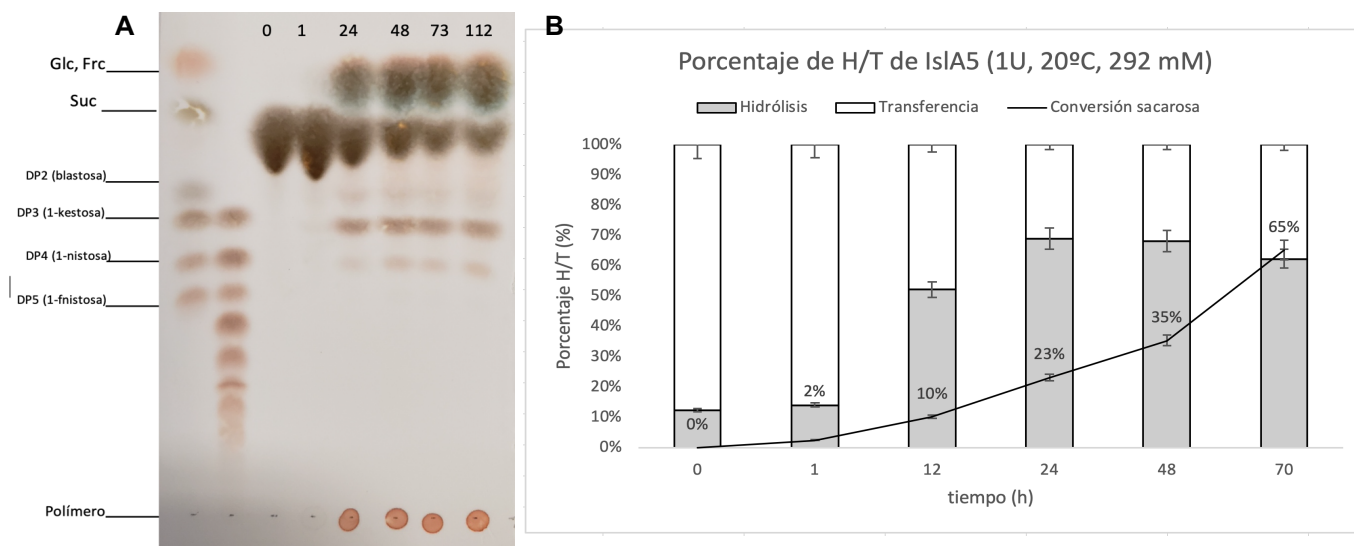 A
0 1 24 48 73 112
Glc, Frc
Suc
DP2 (blastosa)
DP3 (1-kestosa)
DP4 (1-nistosa)
DP5 (1-fnistosa)
Polímero
B
Porcentaje de H/T de IslA5 (1U, 20ºC, 292 mM)
Hidrólisis Transferencia Conversión sacarosa
Porcentaje H/T (%)
100%
90%
80%
70%
60%
50%
40%
30%
20%
10%
0%
0%
2%
10%
23%
35%
65%
0 1 12 24 48 70
tiempo (h)